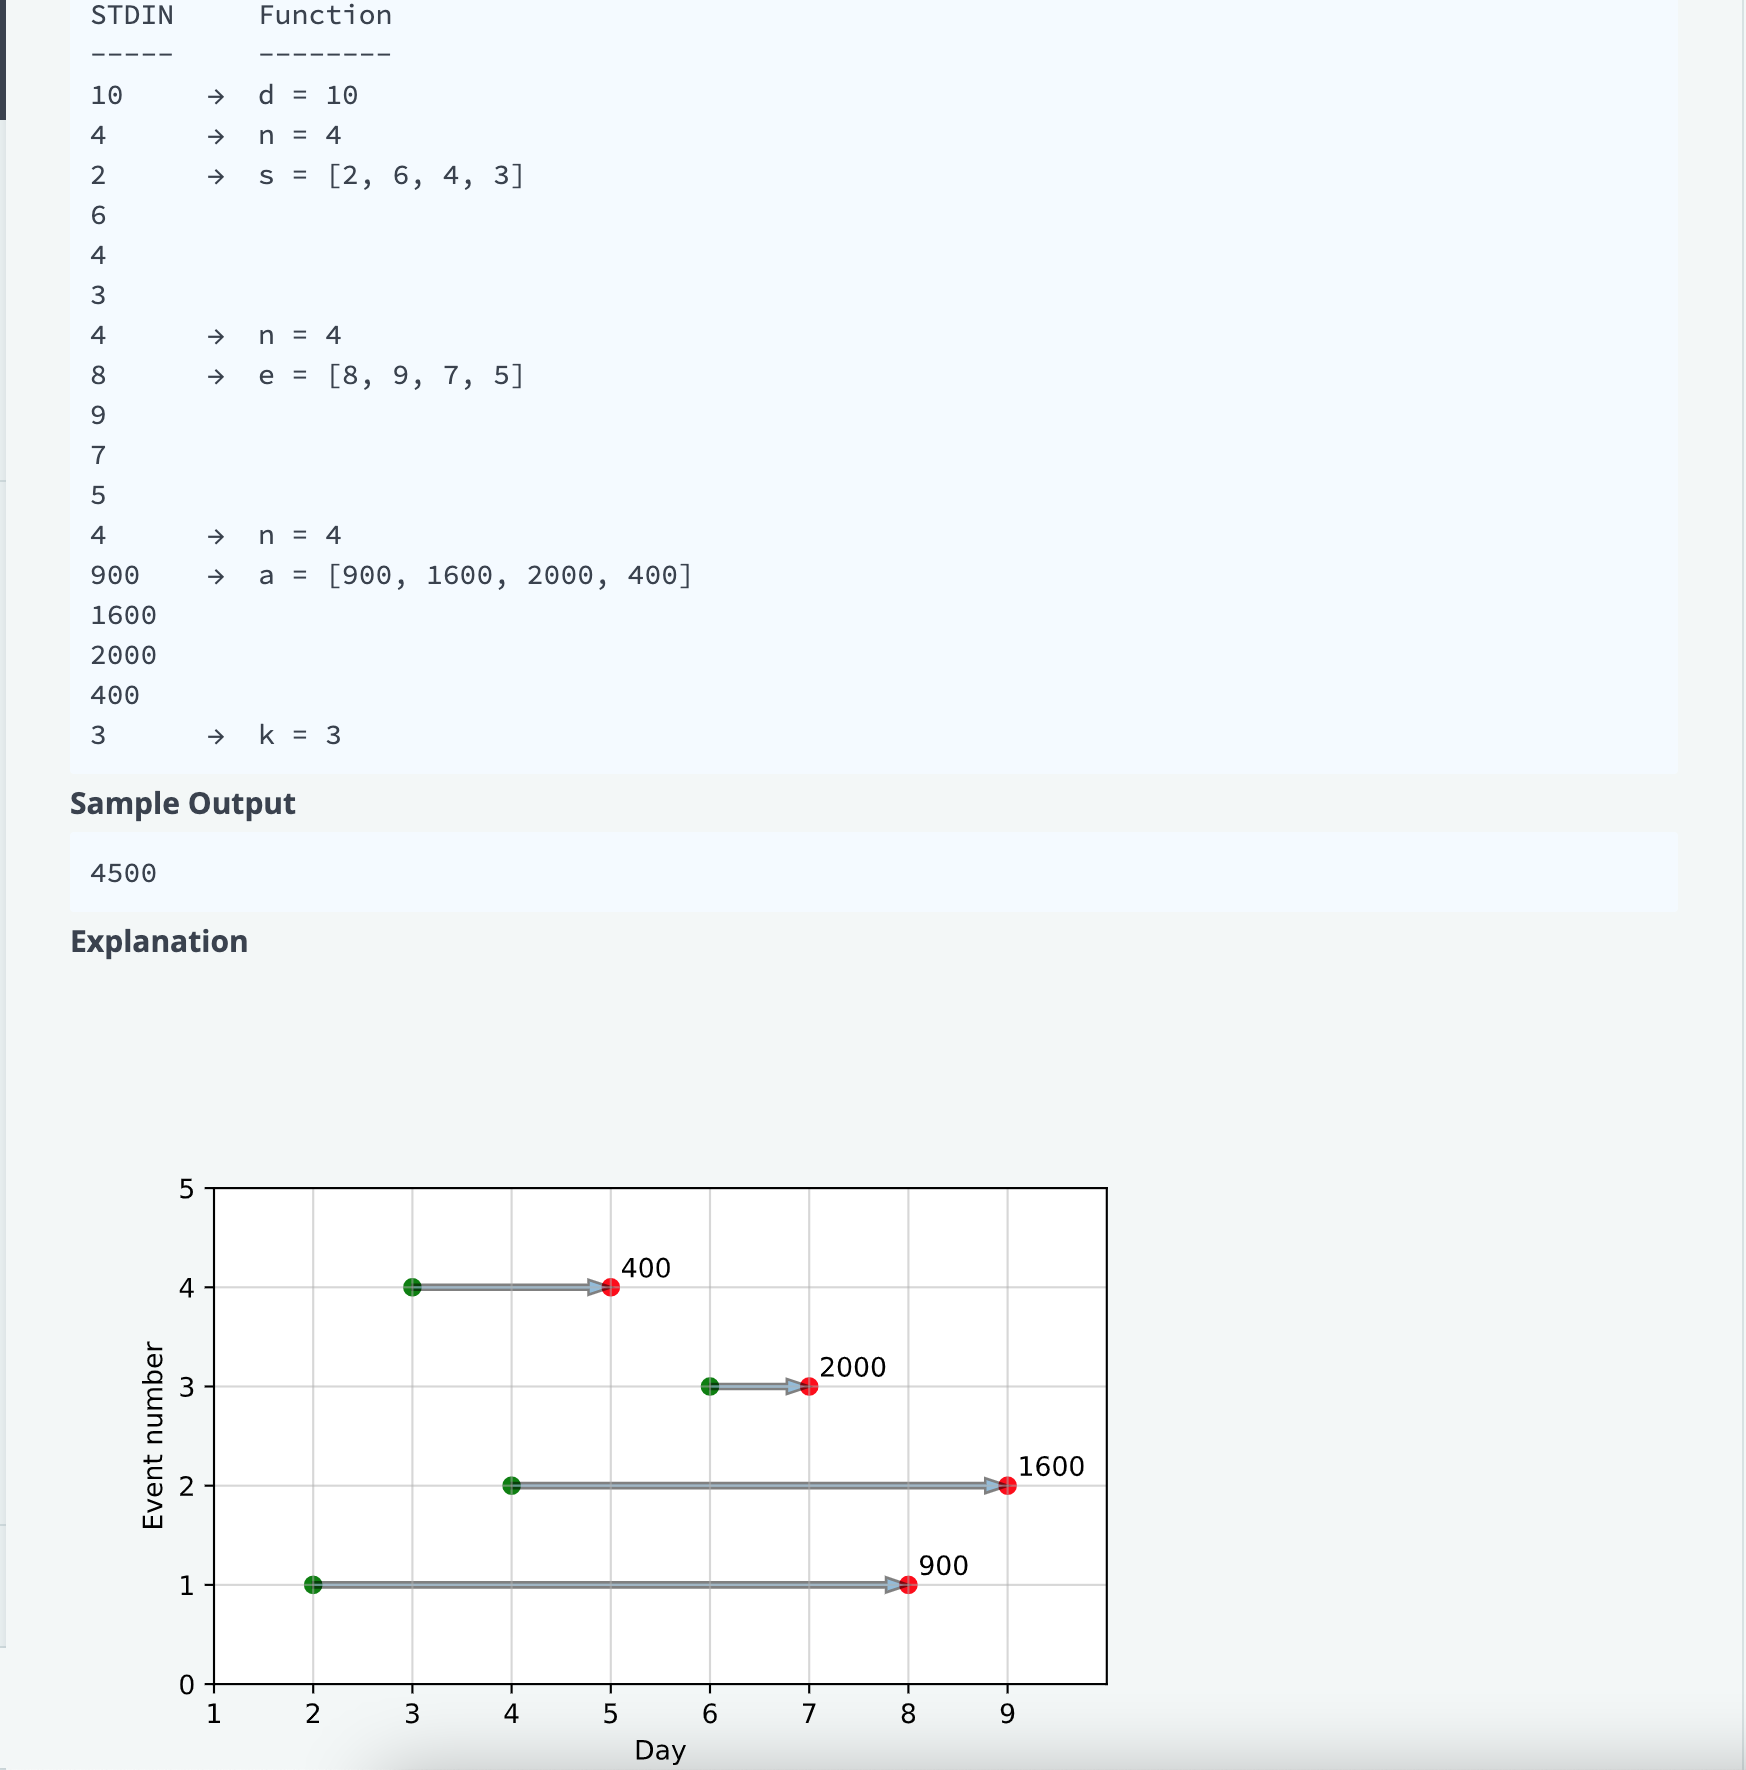 STDIN     Function
-----     --------
10     →  d = 10
4      →  n = 4
2      →  s = [2, 6, 4, 3]
6
4
3
4      →  n = 4
8      →  e = [8, 9, 7, 5]
9
7
5
4      →  n = 4
900    →  a = [900, 1600, 2000, 400]
1600
2000
400
3      →  k = 3
Sample Output
4500
Explanation
5
400
4
2000
3
1600
2
900
1
0
Event number
1 2 3 4 5 6 7 8 9
Day